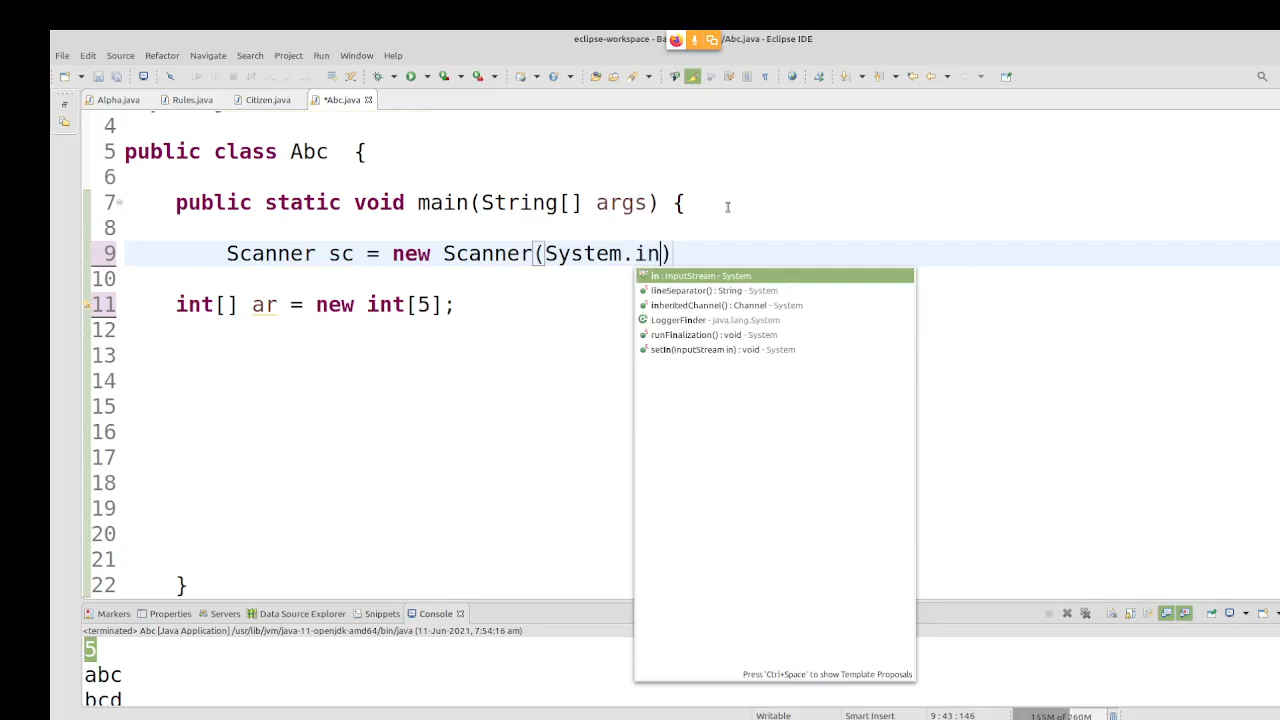 eclipse-workspace - Ba /Abc.java - Eclipse IDE
File Edit Source Refactor Navigate Search Project Run Window Help
Alpha.java Rules.java Citizen.java *Abc.java
4
5 public class Abc {
6
7 public static void main(String[] args) {
8
9 Scanner sc = new Scanner(System.in)
10
11 int[] ar = new int[5];
12
13
14
15
16
17
18
19
20
21
22 }
in : InputStream - System
lineSeparator() : String - System
inheritedChannel() : Channel - System
LoggerFinder - java.lang.System
runFinalization() : void - System
setIn(InputStream in) : void - System
Press 'Ctrl+Space' to show Template Proposals
Markers Properties Servers Data Source Explorer Snippets Console
<terminated> Abc [Java Application] /usr/lib/jvm/java-11-openjdk-amd64/bin/java (11-Jun-2021, 7:54:16 am)
5
abc
bcd
Writable Smart Insert 9 : 43 : 146 155M of 260M